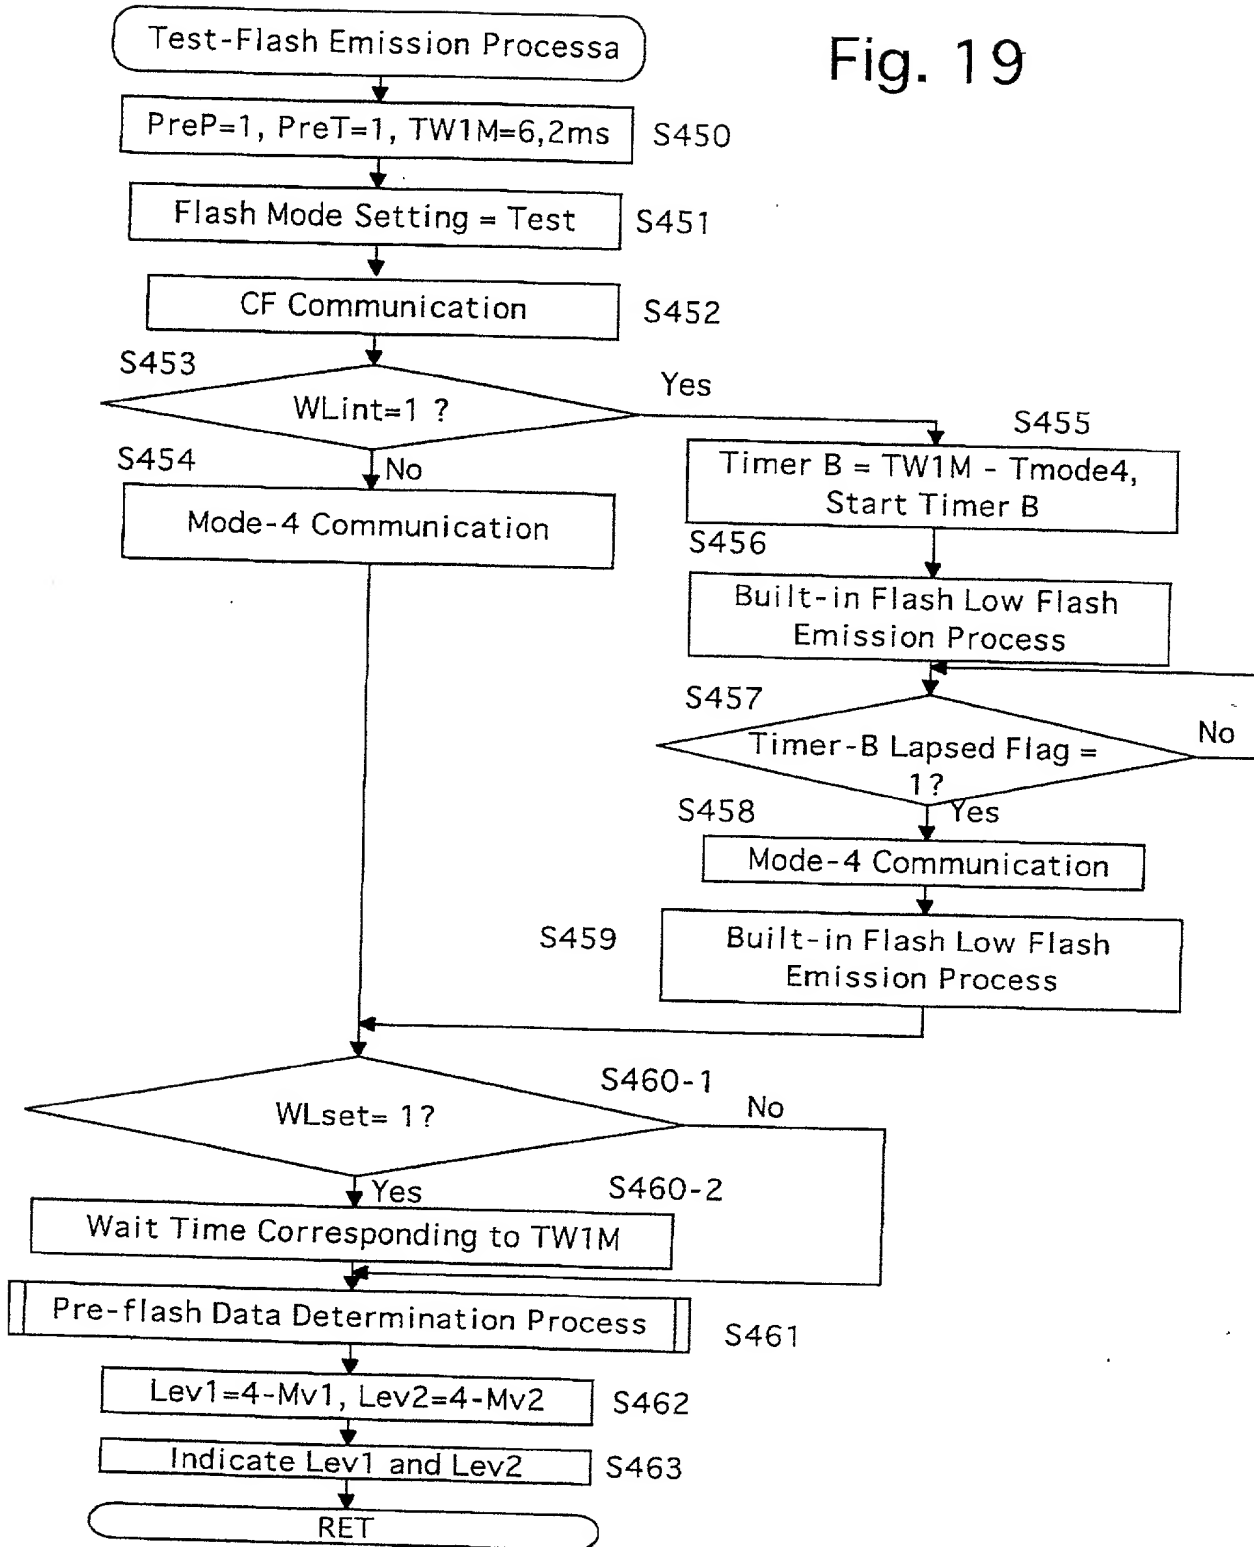 Fig. 19
Test-Flash Emission Processa
PreP=1, PreT=1, TW1M=6,2ms
S450
Flash Mode Setting = Test
S451
CF Communication
S452
S453
WLint=1 ?
Yes
No
S454
Mode-4 Communication
S455
Timer B = TW1M - Tmode4,
Start Timer B
S456
Built-in Flash Low Flash
Emission Process
S457
Timer-B Lapsed Flag =
1?
No
Yes
S458
Mode-4 Communication
S459
Built-in Flash Low Flash
Emission Process
S460-1
WLset= 1?
No
Yes
S460-2
Wait Time Corresponding to TW1M
Pre-flash Data Determination Process
S461
Lev1=4-Mv1, Lev2=4-Mv2
S462
Indicate Lev1 and Lev2
S463
RET